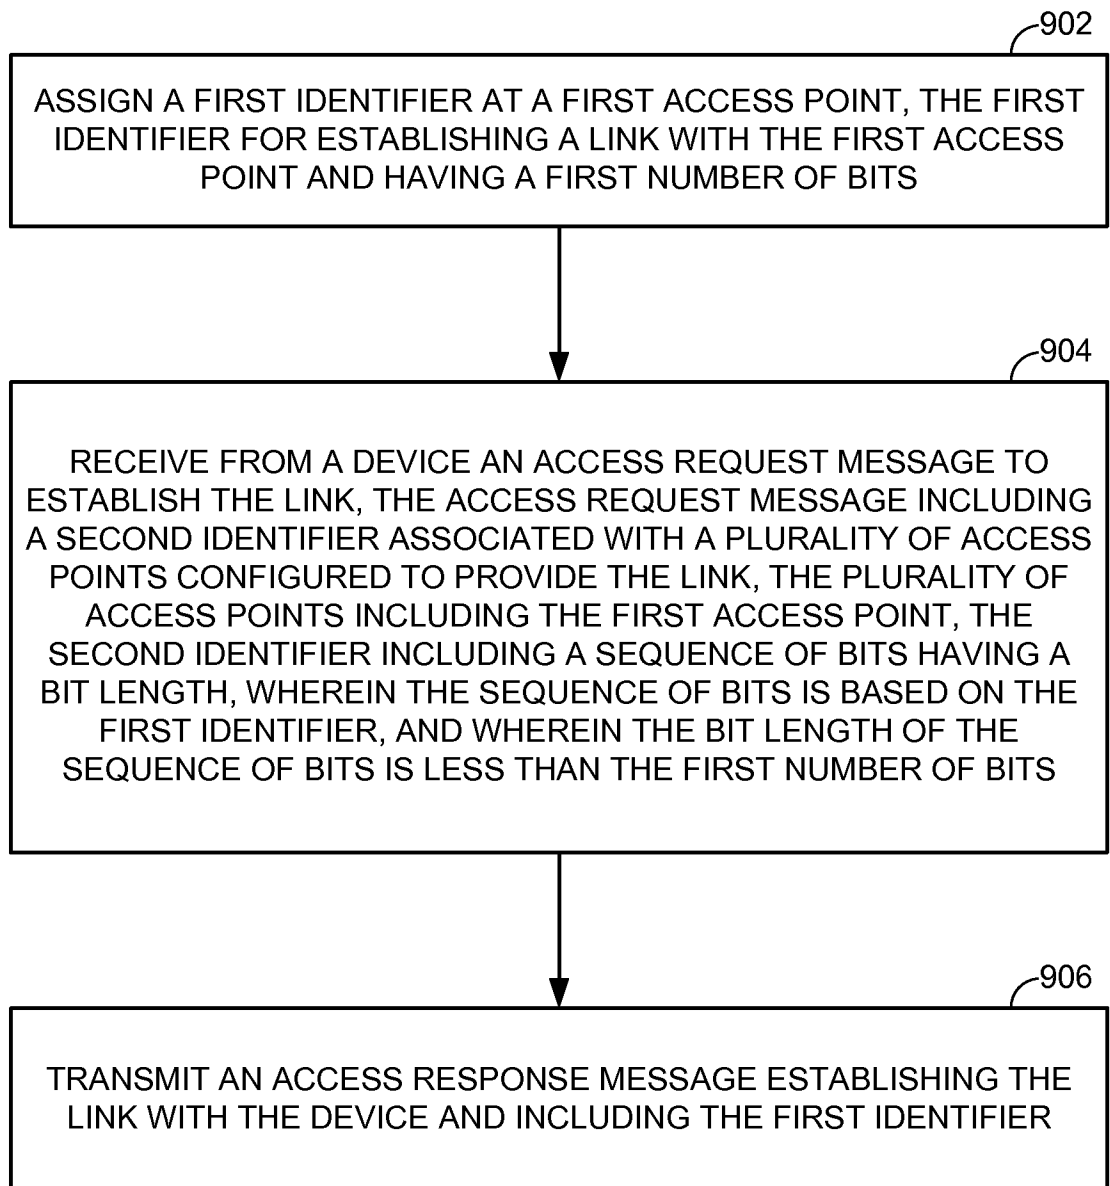 902
ASSIGN A FIRST IDENTIFIER AT A FIRST ACCESS POINT, THE FIRST
IDENTIFIER FOR ESTABLISHING A LINK WITH THE FIRST ACCESS
POINT AND HAVING A FIRST NUMBER OF BITS
904
RECEIVE FROM A DEVICE AN ACCESS REQUEST MESSAGE TO
ESTABLISH THE LINK, THE ACCESS REQUEST MESSAGE INCLUDING
A SECOND IDENTIFIER ASSOCIATED WITH A PLURALITY OF ACCESS
POINTS CONFIGURED TO PROVIDE THE LINK, THE PLURALITY OF
ACCESS POINTS INCLUDING THE FIRST ACCESS POINT, THE
SECOND IDENTIFIER INCLUDING A SEQUENCE OF BITS HAVING A
BIT LENGTH, WHEREIN THE SEQUENCE OF BITS IS BASED ON THE
FIRST IDENTIFIER, AND WHEREIN THE BIT LENGTH OF THE
SEQUENCE OF BITS IS LESS THAN THE FIRST NUMBER OF BITS
906
TRANSMIT AN ACCESS RESPONSE MESSAGE ESTABLISHING THE
LINK WITH THE DEVICE AND INCLUDING THE FIRST IDENTIFIER